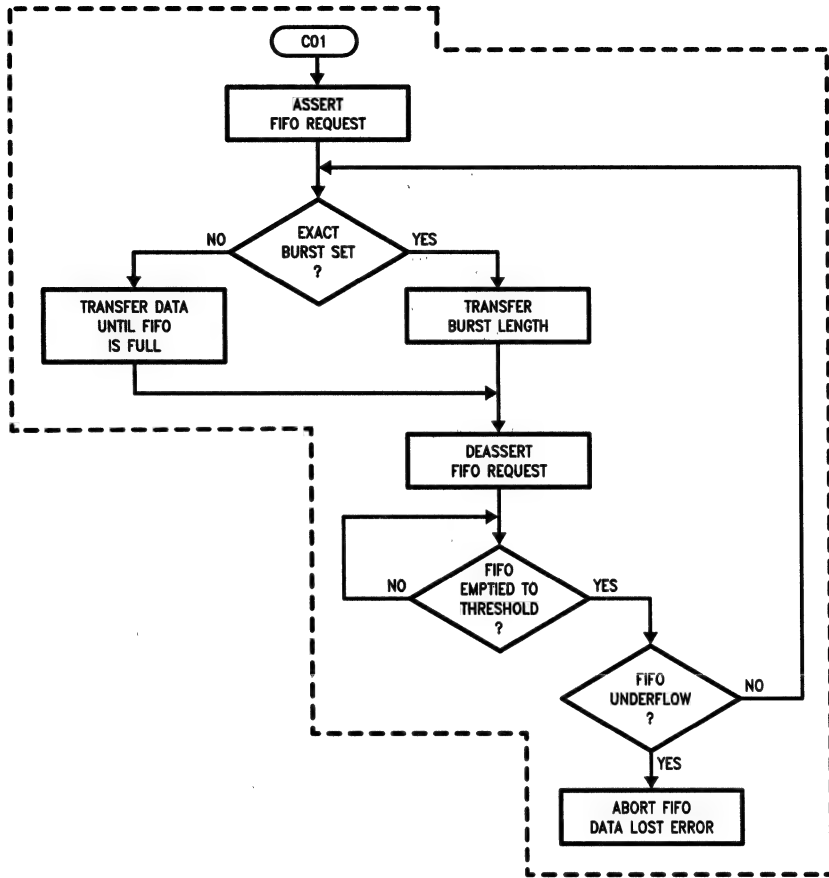 CO1
ASSERT
FIFO REQUEST
EXACT
BURST SET
?
NO
YES
TRANSFER DATA
UNTIL FIFO
IS FULL
TRANSFER
BURST LENGTH
DEASSERT
FIFO REQUEST
FIFO
EMPTIED TO
THRESHOLD
?
NO
YES
FIFO
UNDERFLOW
?
NO
YES
ABORT FIFO
DATA LOST ERROR